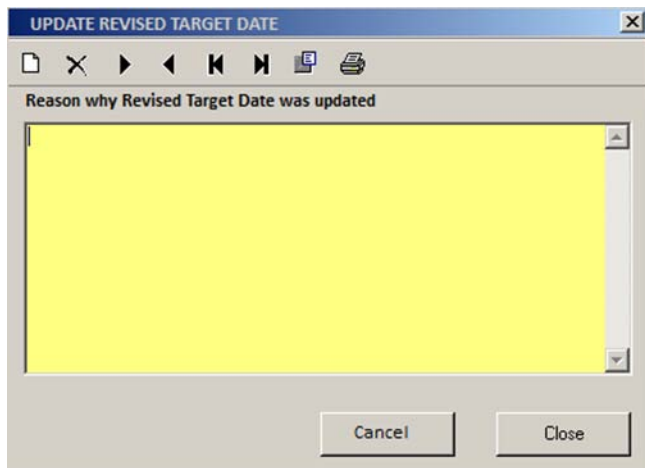 UPDATE REVISED TARGET DATE
Reason why Revised Target Date was updated
Cancel
Close